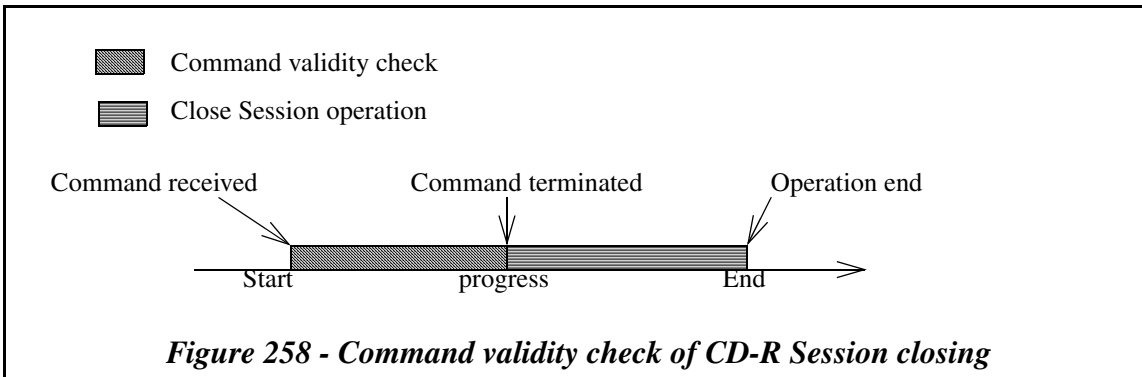 Command validity check
Close Session operation
Command received Command terminated Operation end
Start progress End
Figure 258 - Command validity check of CD-R Session closing